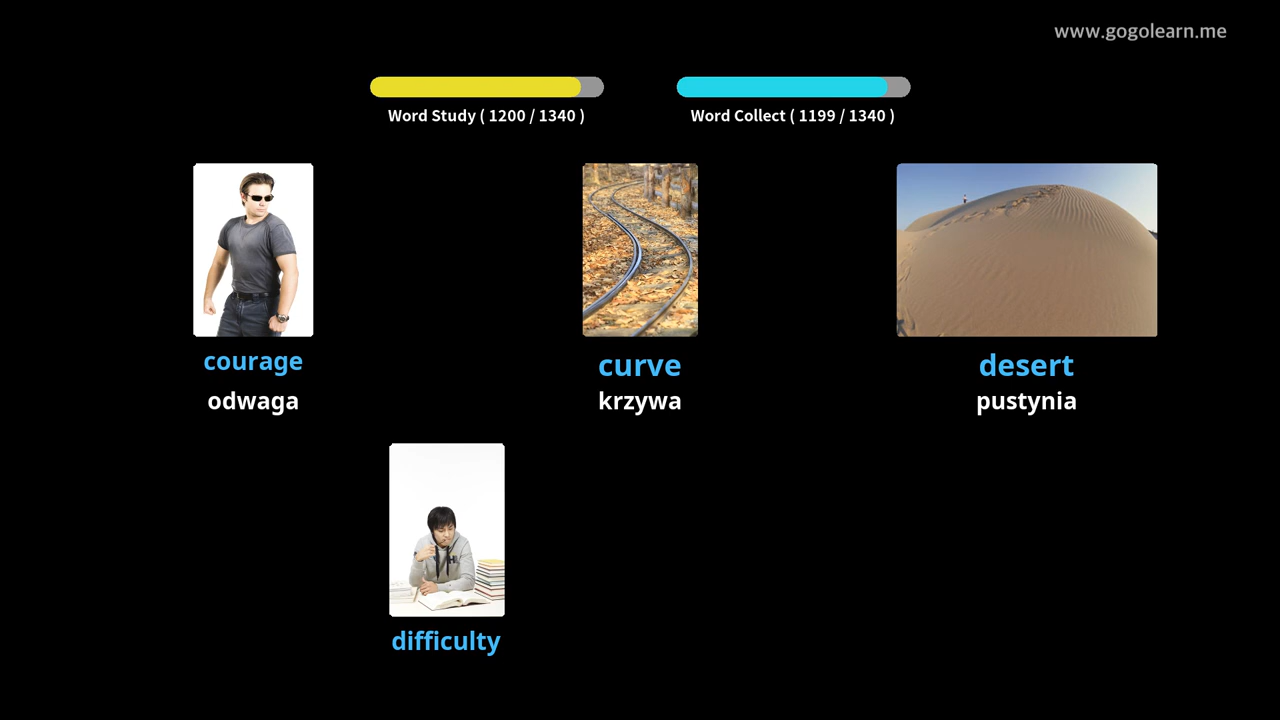 www.gogolearn.me
Word Study ( 1200 / 1340 )
Word Collect ( 1199 / 1340 )
courage
odwaga
curve
krzywa
desert
pustynia
difficulty